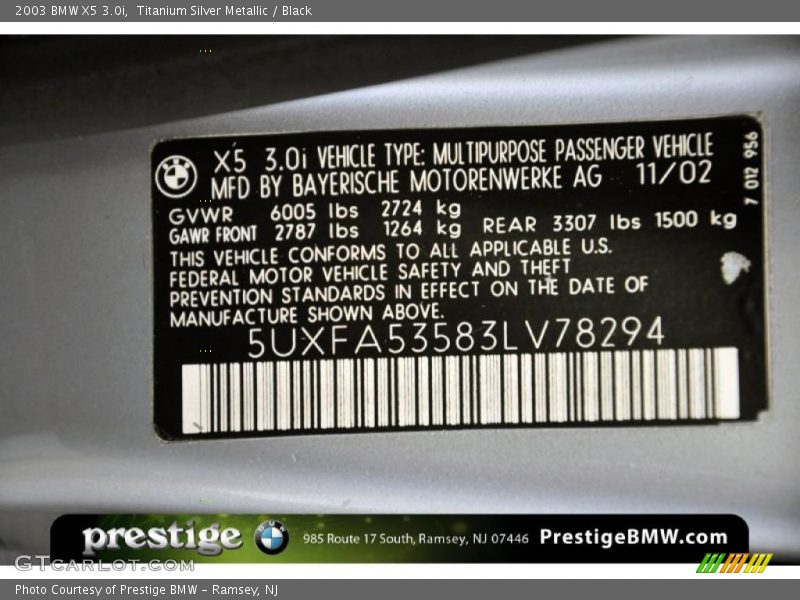 2003 BMW X5 3.0i, Titanium Silver Metallic / Black
X5 3.0i VEHICLE TYPE: MULTIPURPOSE PASSENGER VEHICLE
MFD BY BAYERISCHE MOTORENWERKE AG 11/02
7 012 956
GVWR 6005 lbs 2724 kg
GAWR FRONT 2787 lbs 1264 kg REAR 3307 lbs 1500 kg
THIS VEHICLE CONFORMS TO ALL APPLICABLE U.S.
FEDERAL MOTOR VEHICLE SAFETY AND THEFT
PREVENTION STANDARDS IN EFFECT ON THE DATE OF
MANUFACTURE SHOWN ABOVE.
5UXFA53583LV78294
prestige BMW 985 Route 17 South, Ramsey, NJ 07446 PrestigeBMW.com
GTCARLOT.COM
Photo Courtesy of Prestige BMW - Ramsey, NJ